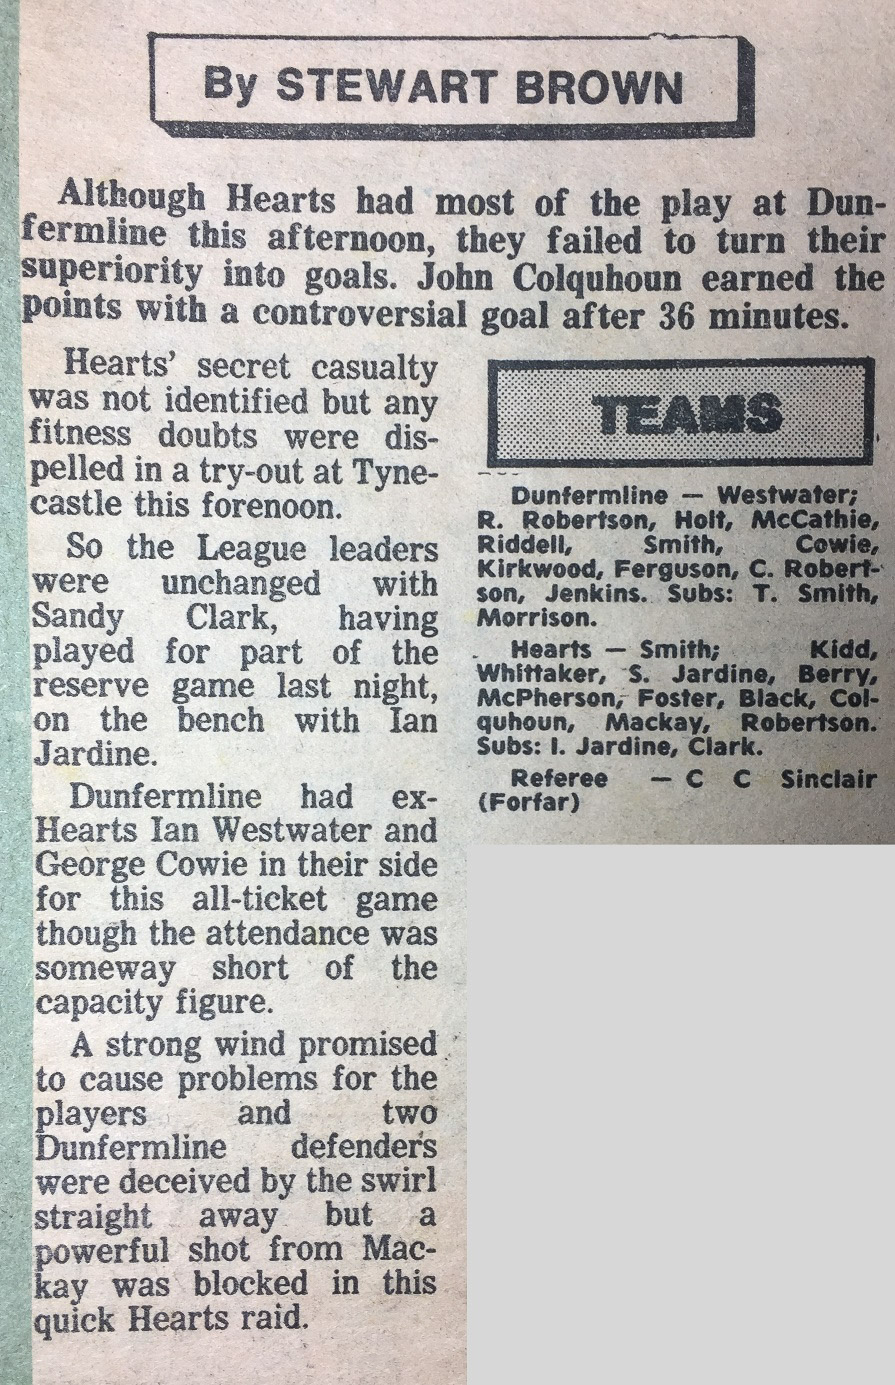 By STEWART BROWN
Although Hearts had most of the play at Dun-
fermline this afternoon, they failed to turn their
superiority into goals. John Colquhoun earned the
points with a controversial goal after 36 minutes.
Hearts' secret casualty
was not identified but any
fitness doubts were dis-
pelled in a try-out at Tyne-
castle this forenoon.
So the League leaders
were unchanged with
Sandy Clark, having
played for part of the
reserve game last night,
on the bench with Ian
Jardine.
Dunfermline had ex-
Hearts Ian Westwater and
George Cowie in their side
for this all-ticket game
though the attendance was
someway short of the
capacity figure.
A strong wind promised
to cause problems for the
players and two
Dunfermline defenders
were deceived by the swirl
straight away but a
powerful shot from Mac-
kay was blocked in this
quick Hearts raid.
TEAMS
Dunfermline — Westwater;
R. Robertson, Holt, McCathie,
Riddell, Smith, Cowie,
Kirkwood, Ferguson, C. Robert-
son, Jenkins. Subs: T. Smith,
Morrison.
Hearts — Smith; Kidd,
Whittaker, S. Jardine, Berry,
McPherson, Foster, Black, Col-
quhoun, Mackay, Robertson.
Subs: I. Jardine, Clark.
Referee — C C Sinclair
(Forfar)